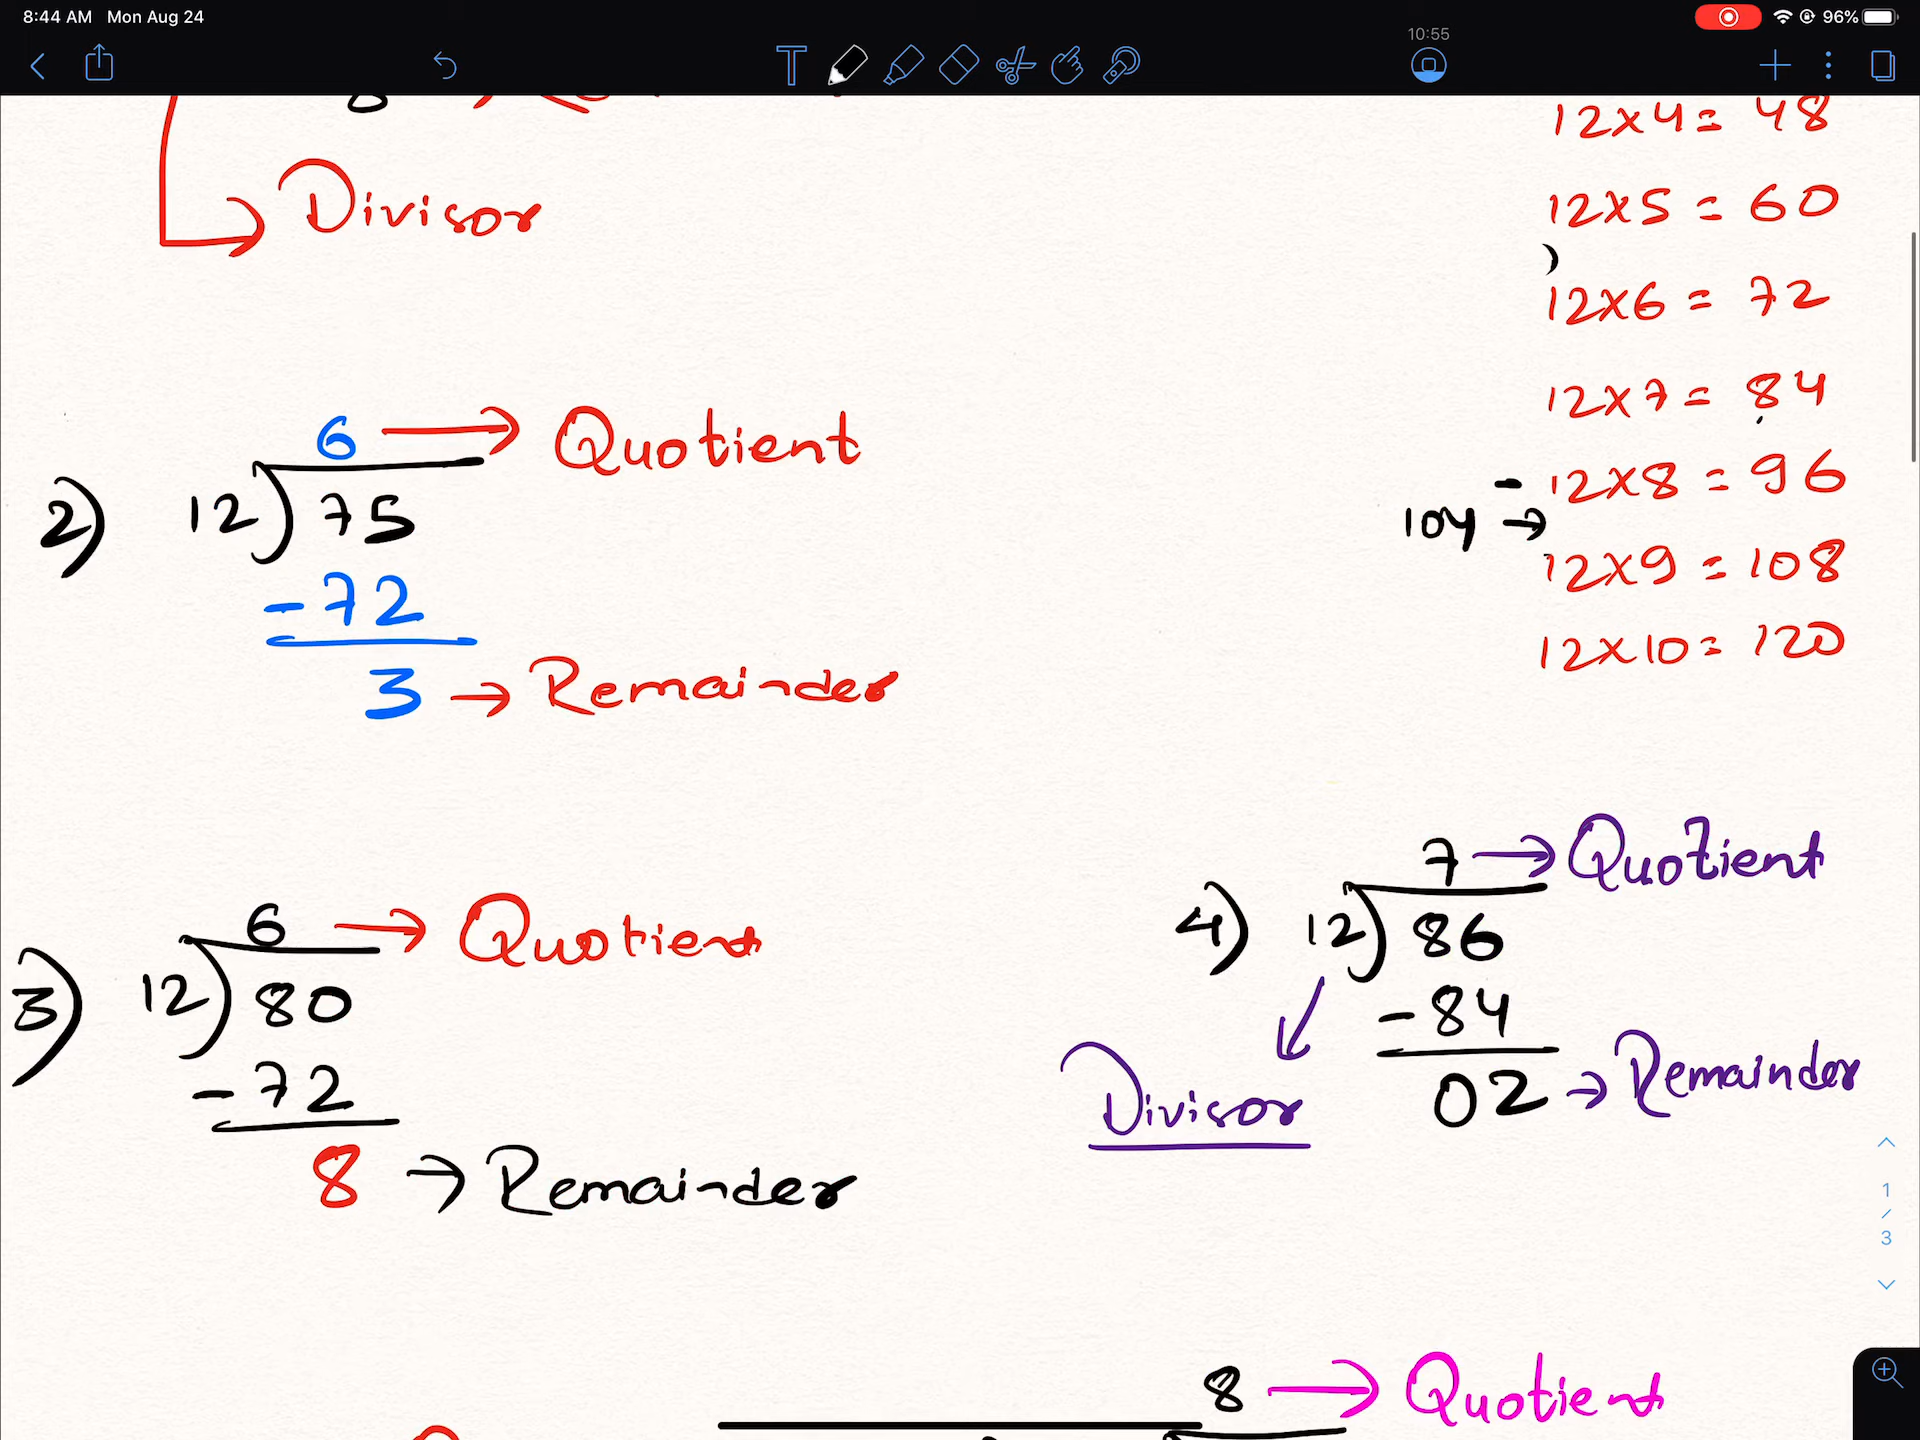 8:44 AM Mon Aug 24
96%
10:55
Divisor
12x4= 48
12x5 = 60
12x6 = 72
12x7 = 84
12x8 = 96
104 →
12x9 = 108
12x10= 120
6 → Quotient
2) 12)75
-72
3 → Remainder
6 → Quotient
3) 12)80
-72
8 → Remainder
7 → Quotient
4) 12)86
-84
Divisor
02 → Remainder
1
/
3
8 → Quotient